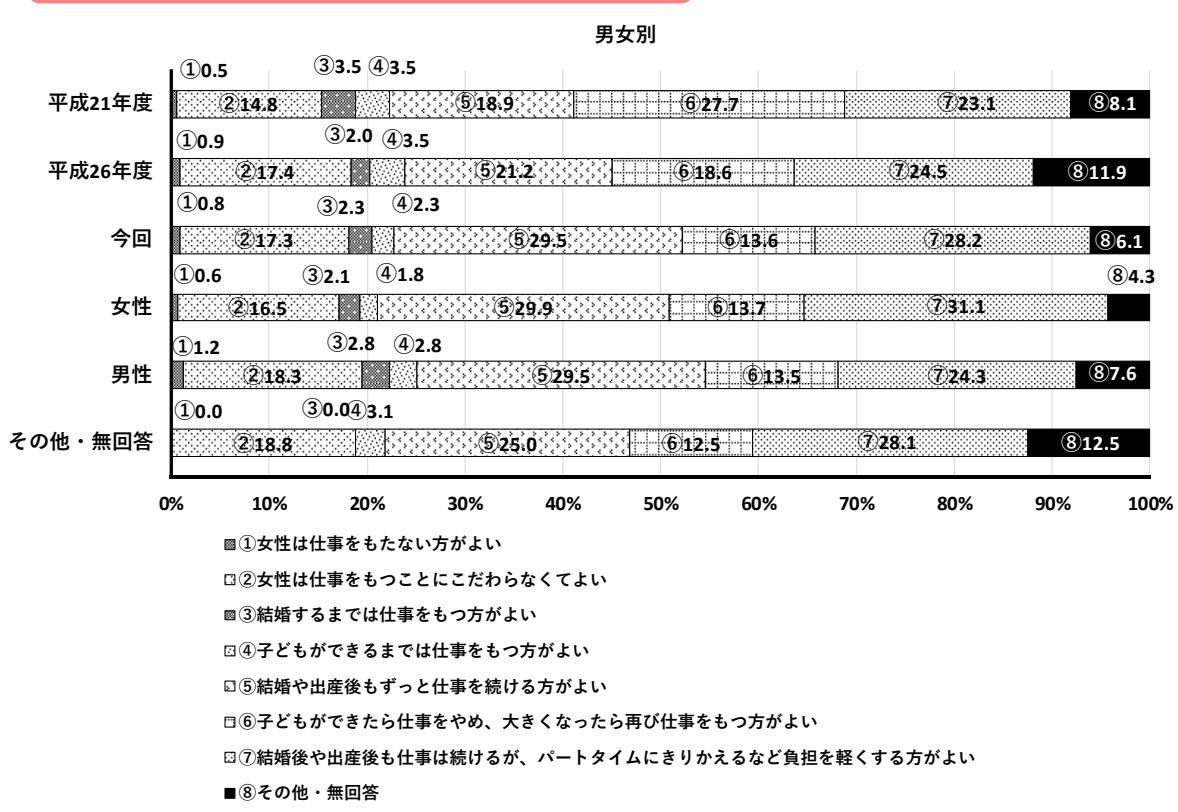 男女別
①0.5 ③3.5 ④3.5
平成21年度 ②14.8 ⑤18.9 ⑥27.7 ⑦23.1 ⑧8.1
①0.9 ③2.0 ④3.5
平成26年度 ②17.4 ⑤21.2 ⑥18.6 ⑦24.5 ⑧11.9
①0.8 ③2.3 ④2.3
今回 ②17.3 ⑤29.5 ⑥13.6 ⑦28.2 ⑧6.1
①0.6 ③2.1 ④1.8 ⑧4.3
女性 ②16.5 ⑤29.9 ⑥13.7 ⑦31.1
①1.2 ③2.8 ④2.8
男性 ②18.3 ⑤29.5 ⑥13.5 ⑦24.3 ⑧7.6
①0.0 ③0.0 ④3.1
その他・無回答 ②18.8 ⑤25.0 ⑥12.5 ⑦28.1 ⑧12.5
0% 10% 20% 30% 40% 50% 60% 70% 80% 90% 100%
①女性は仕事をもたない方がよい
②女性は仕事をもつことにこだわらなくてよい
③結婚するまでは仕事をもつ方がよい
④子どもができるまでは仕事をもつ方がよい
⑤結婚や出産後もずっと仕事を続ける方がよい
⑥子どもができたら仕事をやめ、大きくなったら再び仕事をもつ方がよい
⑦結婚後や出産後も仕事は続けるが、パートタイムにきりかえるなど負担を軽くする方がよい
⑧その他・無回答